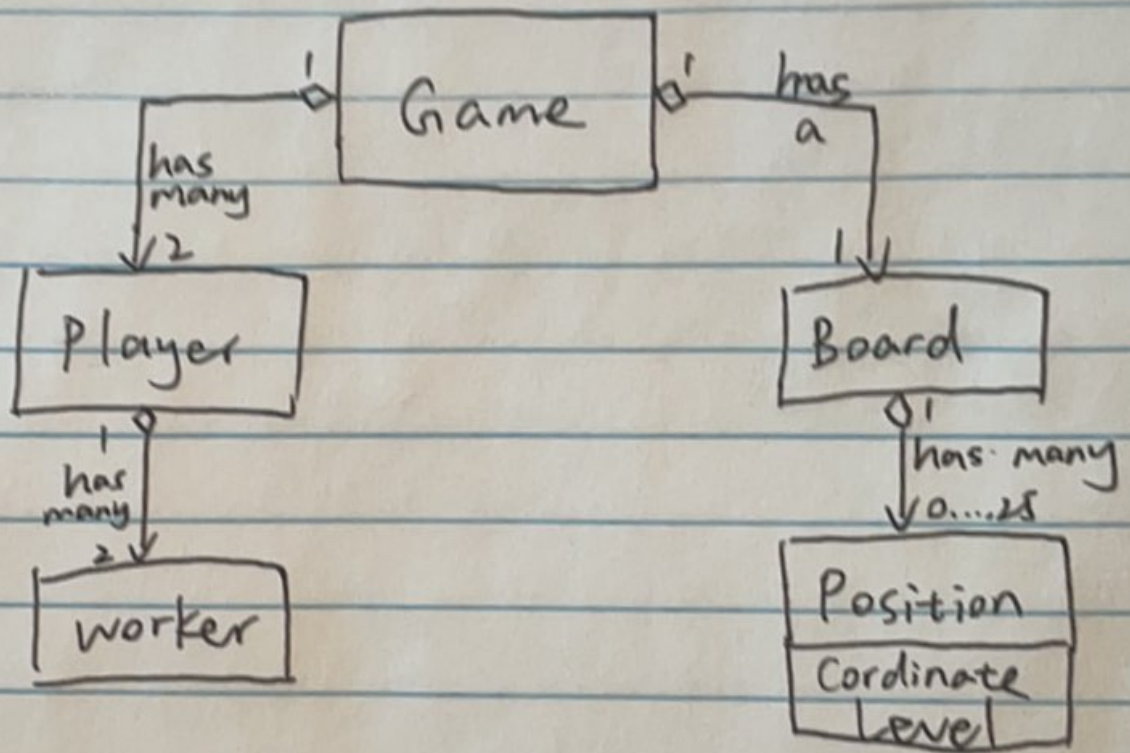 Game
1
1
has
a
has
many
2
1
Player
Board
1
has
many
2
1
has many
0....25
worker
Position
Cordinate
Level